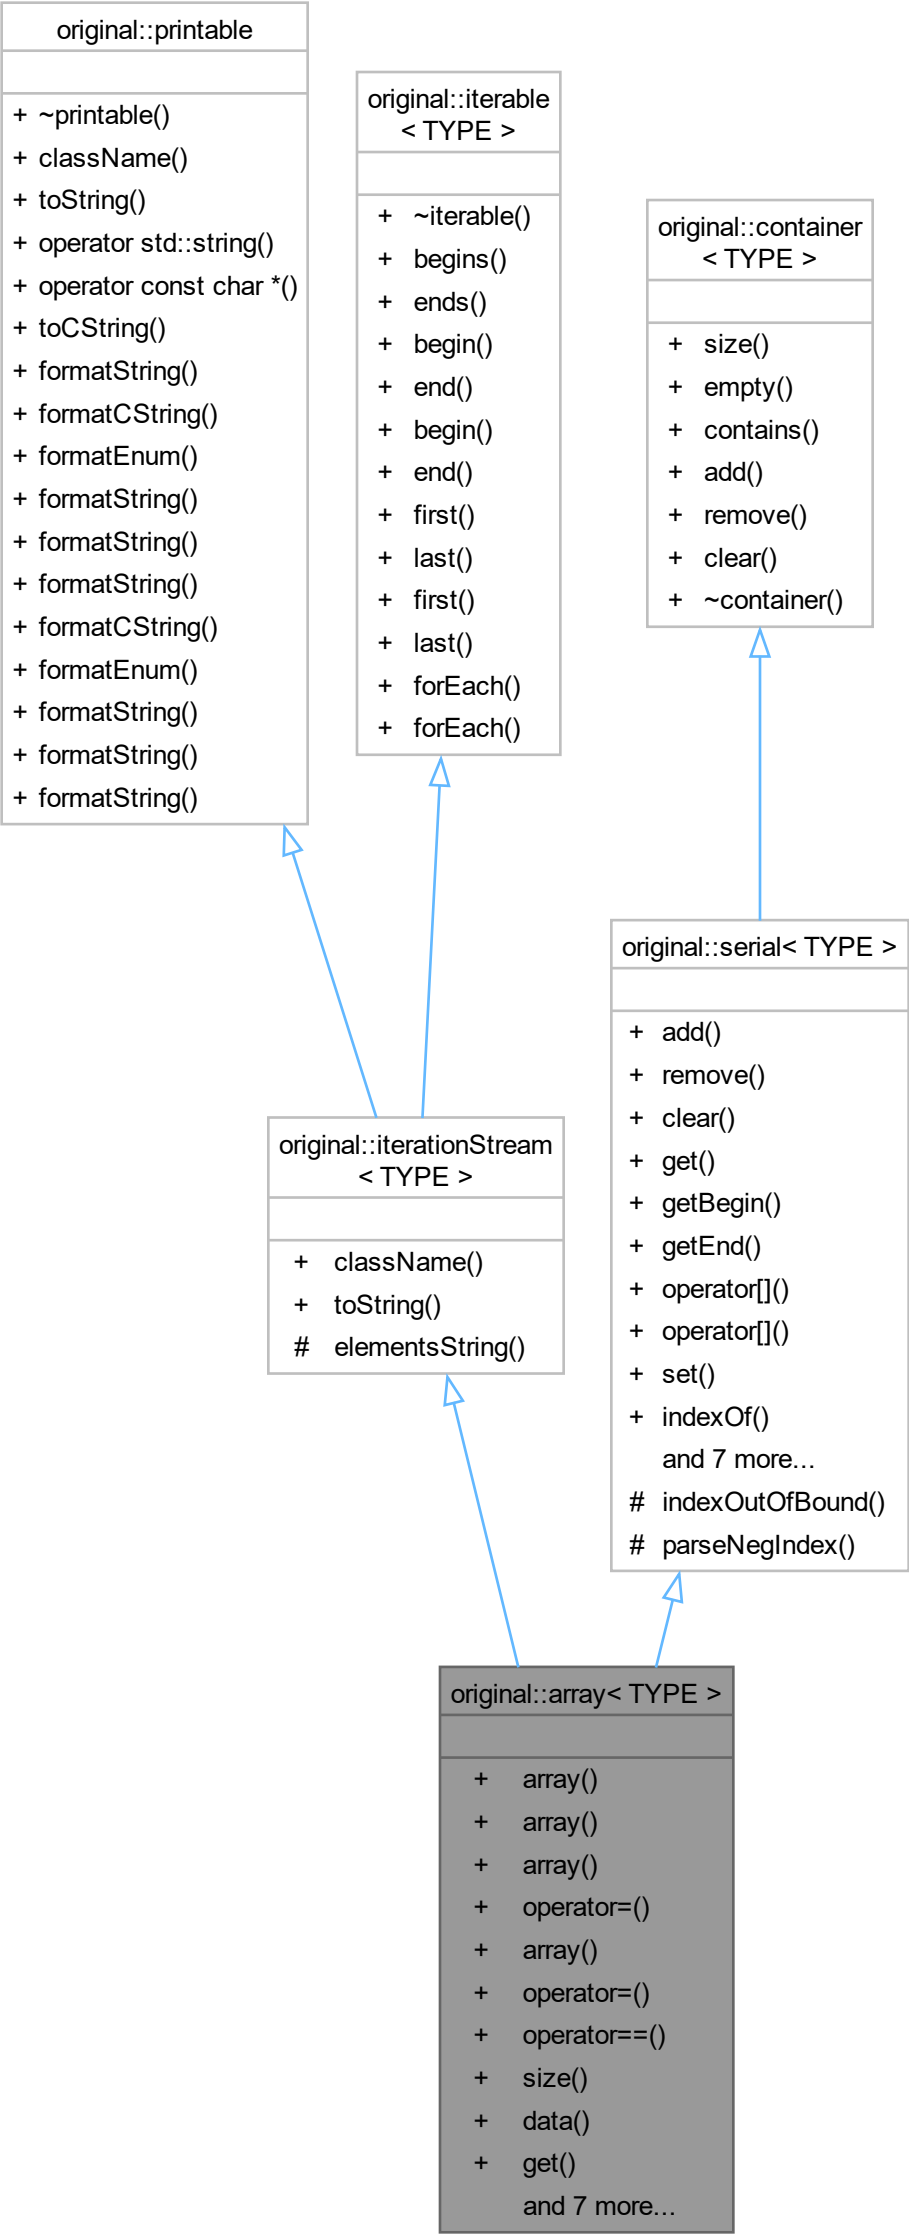 original::printable
+ ~printable()
+ className()
+ toString()
+ operator std::string()
+ operator const char *()
+ toCString()
+ formatString()
+ formatCString()
+ formatEnum()
+ formatString()
+ formatString()
+ formatString()
+ formatCString()
+ formatEnum()
+ formatString()
+ formatString()
+ formatString()
original::iterable
< TYPE >
+ ~iterable()
+ begins()
+ ends()
+ begin()
+ end()
+ begin()
+ end()
+ first()
+ last()
+ first()
+ last()
+ forEach()
+ forEach()
original::container
< TYPE >
+ size()
+ empty()
+ contains()
+ add()
+ remove()
+ clear()
+ ~container()
original::iterationStream
< TYPE >
+ className()
+ toString()
# elementsString()
original::serial< TYPE >
+ add()
+ remove()
+ clear()
+ get()
+ getBegin()
+ getEnd()
+ operator[]()
+ operator[]()
+ set()
+ indexOf()
and 7 more...
# indexOutOfBound()
# parseNegIndex()
original::array< TYPE >
+ array()
+ array()
+ array()
+ operator=()
+ array()
+ operator=()
+ operator==()
+ size()
+ data()
+ get()
and 7 more...